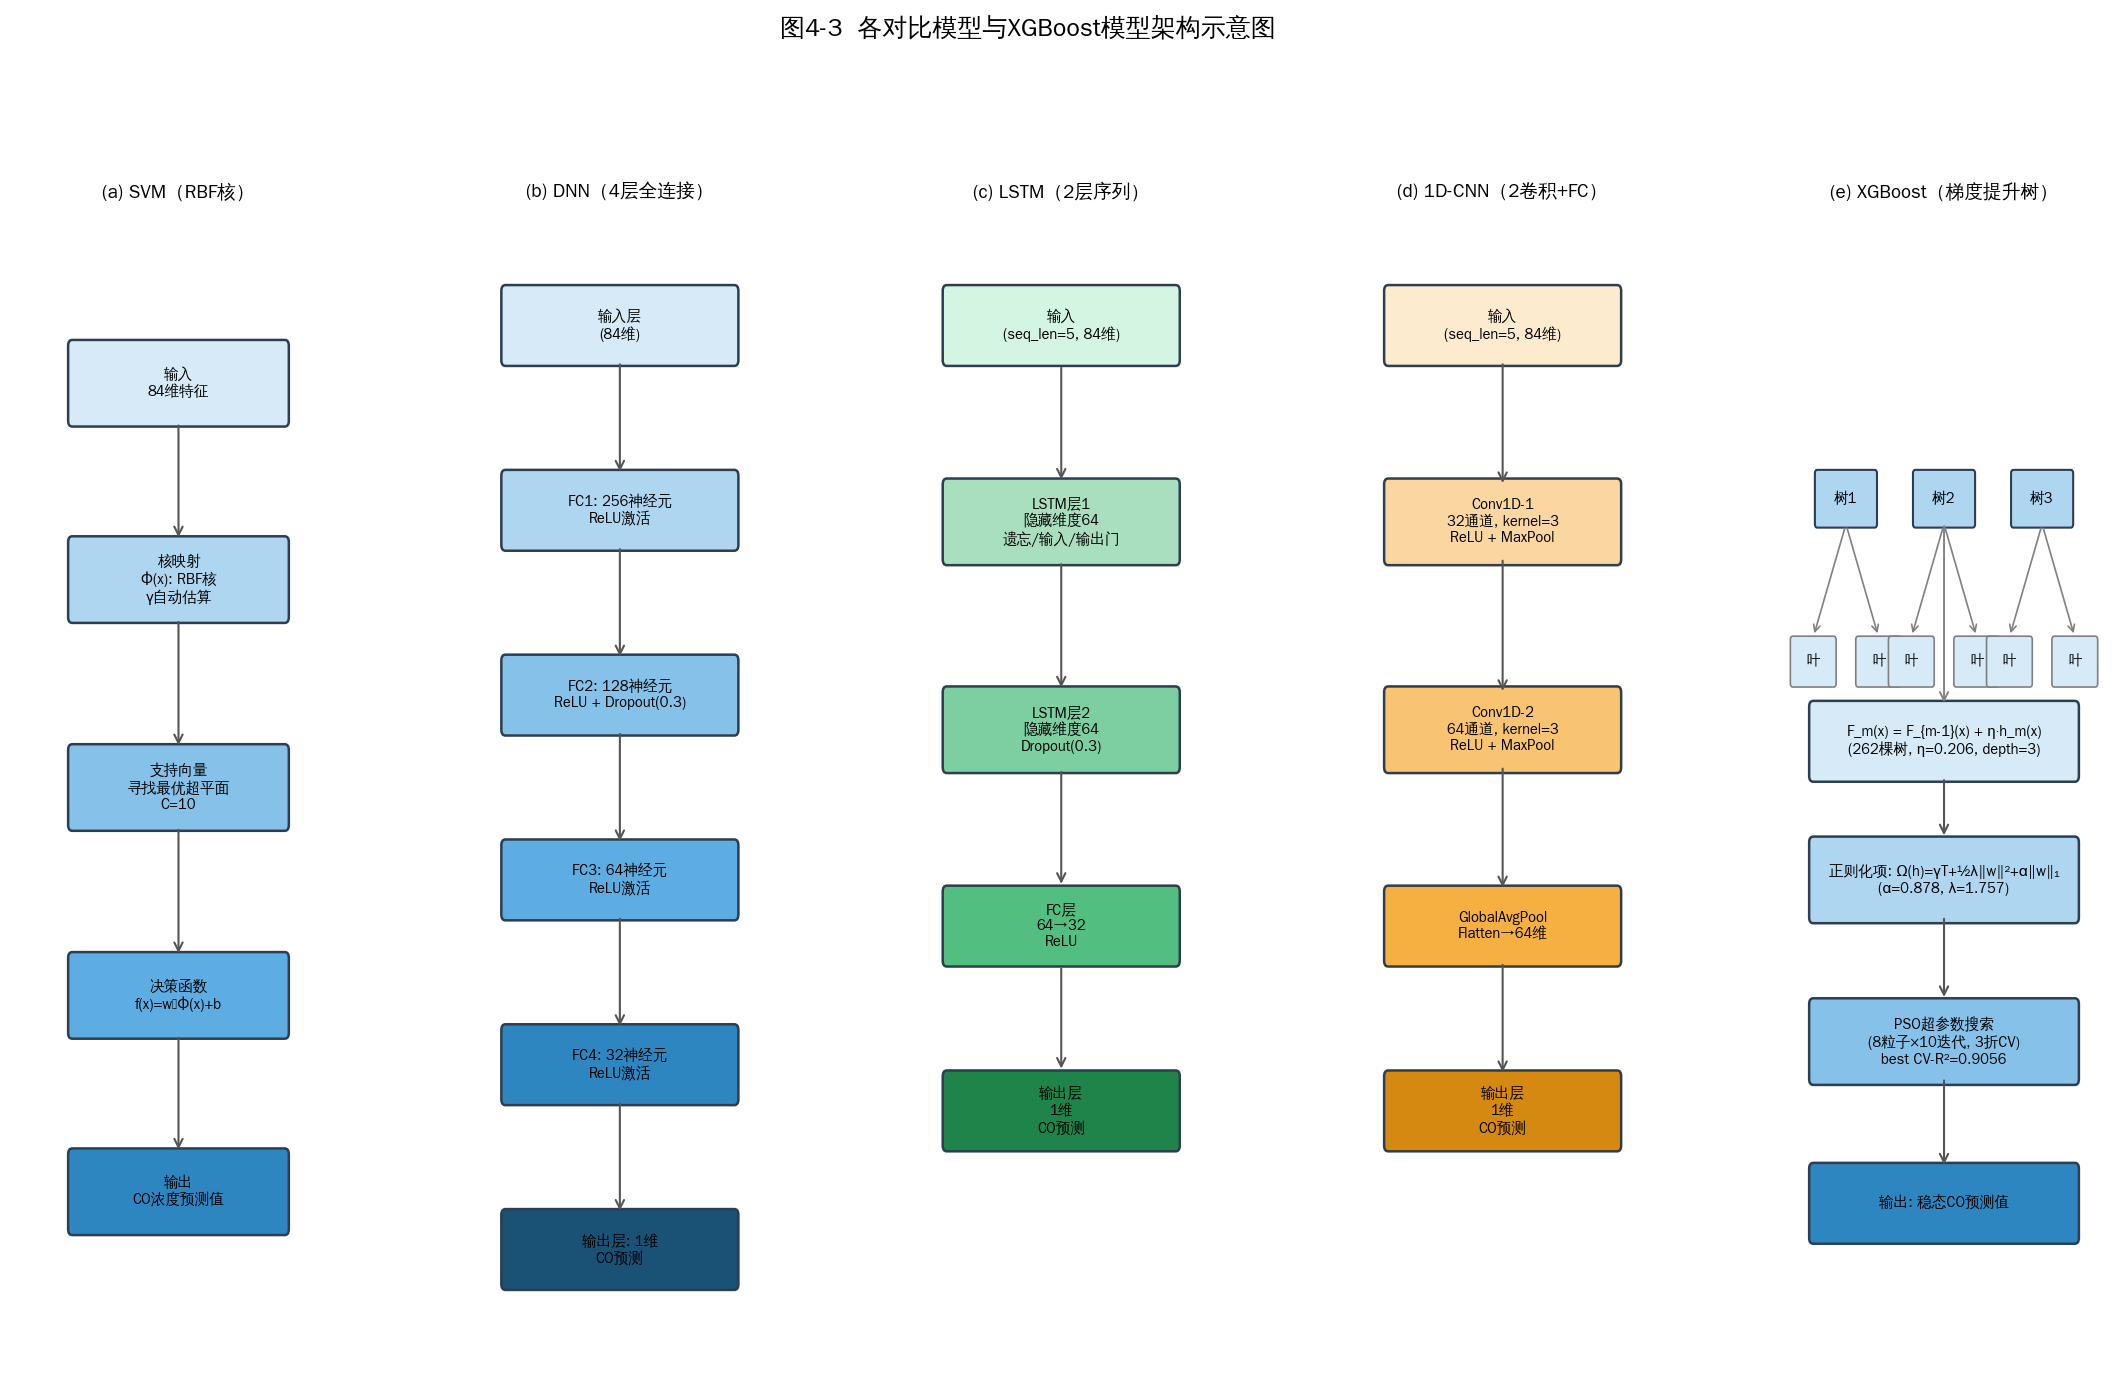 图4-3 各对比模型与XGBoost模型架构示意图
(a) SVM（RBF核）
输入
84维特征
核映射
Φ(x): RBF核
γ自动估算
支持向量
寻找最优超平面
C=10
决策函数
f(x)=w▯Φ(x)+b
输出
CO浓度预测值
(b) DNN（4层全连接）
输入层
(84维)
FC1: 256神经元
ReLU激活
FC2: 128神经元
ReLU + Dropout(0.3)
FC3: 64神经元
ReLU激活
FC4: 32神经元
ReLU激活
输出层: 1维
CO预测
(c) LSTM（2层序列）
输入
(seq_len=5, 84维)
LSTM层1
隐藏维度64
遗忘/输入/输出门
LSTM层2
隐藏维度64
Dropout(0.3)
FC层
64→32
ReLU
输出层
1维
CO预测
(d) 1D-CNN（2卷积+FC）
输入
(seq_len=5, 84维)
Conv1D-1
32通道, kernel=3
ReLU + MaxPool
Conv1D-2
64通道, kernel=3
ReLU + MaxPool
GlobalAvgPool
Flatten→64维
输出层
1维
CO预测
(e) XGBoost（梯度提升树）
树1
树2
树3
叶
叶
叶
叶
叶
叶
F_m(x) = F_{m-1}(x) + η·h_m(x)
(262棵树, η=0.206, depth=3)
正则化项: Ω(h)=γT+½λ‖w‖²+α‖w‖₁
(α=0.878, λ=1.757)
PSO超参数搜索
(8粒子×10迭代, 3折CV)
best CV-R²=0.9056
输出: 稳态CO预测值